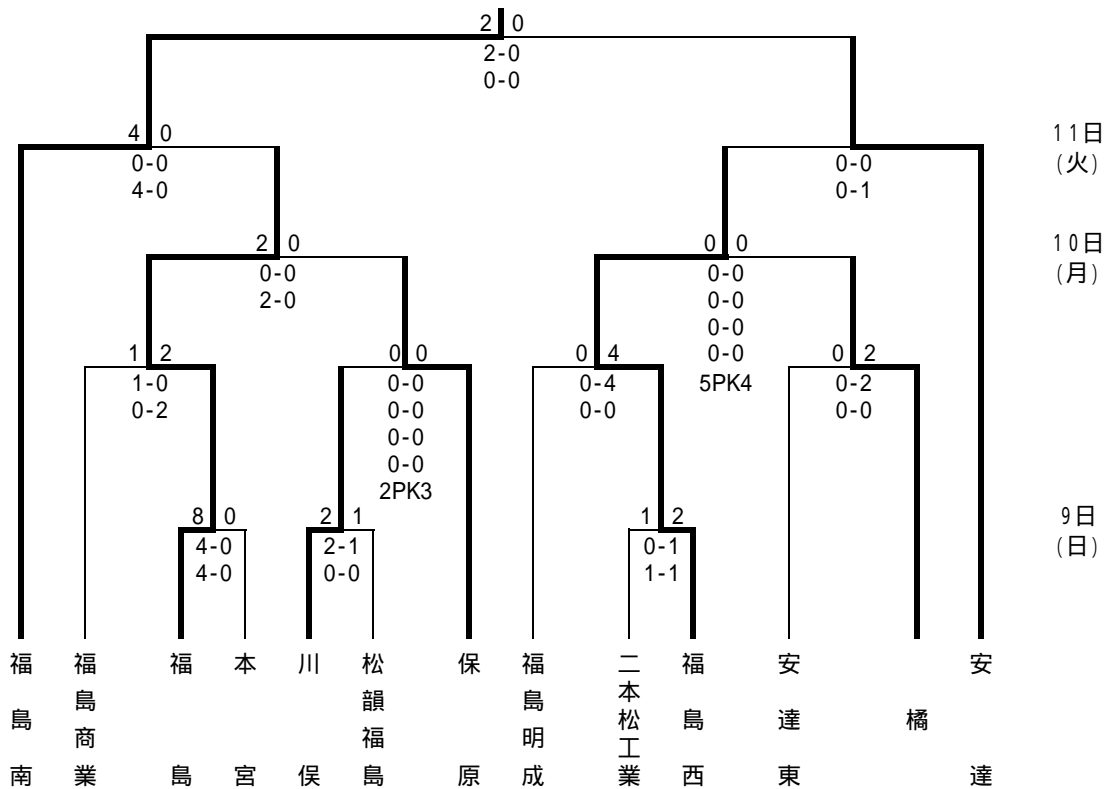 2 0
2-0
0-0
4 0
0-0
4-0
0-0
0-1
11日
(火)
2 0
0-0
2-0
0 0
0-0
0-0
0-0
0-0
5PK4
10日
(月)
1 2
1-0
0-2
0 0
0-0
0-0
0-0
0-0
2PK3
0 4
0-4
0-0
0 2
0-2
0-0
8 0
4-0
4-0
2 1
2-1
0-0
1 2
0-1
1-1
9日
(日)
福島南
福島商業
福島
本宮
川俣
松韻福島
保原
福島明成
二本松工業
福島西
安達東
橘
安達